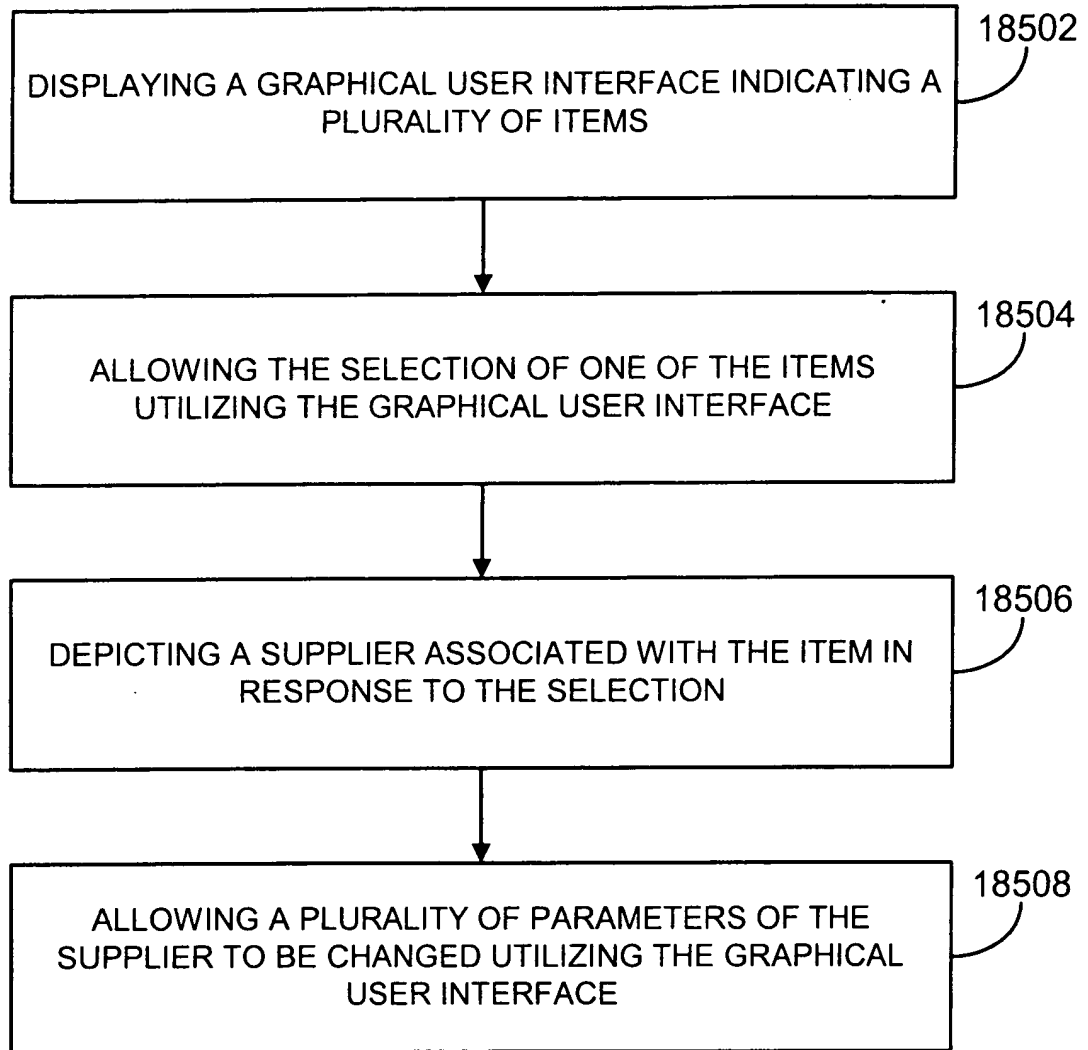 18502
DISPLAYING A GRAPHICAL USER INTERFACE INDICATING A
PLURALITY OF ITEMS
18504
ALLOWING THE SELECTION OF ONE OF THE ITEMS
UTILIZING THE GRAPHICAL USER INTERFACE
18506
DEPICTING A SUPPLIER ASSOCIATED WITH THE ITEM IN
RESPONSE TO THE SELECTION
18508
ALLOWING A PLURALITY OF PARAMETERS OF THE
SUPPLIER TO BE CHANGED UTILIZING THE GRAPHICAL
USER INTERFACE